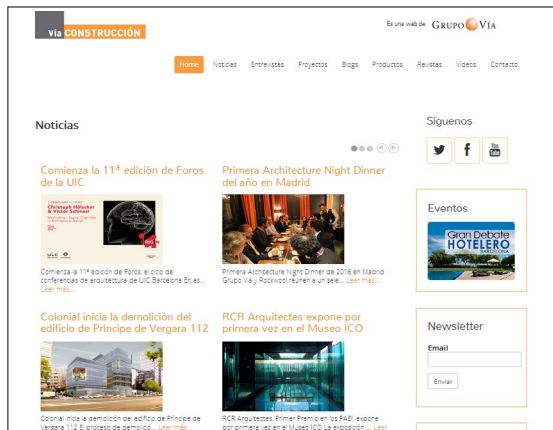 Vía CONSTRUCCIÓN
Es una web de GRUPO VÍA
Home Noticias Entrevistas Proyectos Blogs Productos Revistas Videos Contacto
Noticias
Comienza la 11ª edición de Foros
de la UIC
Christoph Hölscher
& Victor Schinazi
Comienza la 11ª edición de Foros, el ciclo de
conferencias de arquitectura de UIC Barcelona En es...
Leer más...
Primera Architecture Night Dinner
del año en Madrid
Primera Architecture Night Dinner de 2016 en Madrid
Grupo Vía y Rockwool reunen a un sele... Leer más...
Colonial inicia la demolición del
edificio de Príncipe de Vergara 112
Colonial inicia la demolición del edificio de Príncipe de
Vergara 112 El proceso de demolició... Leer más...
RCR Arquitectes expone por
primera vez en el Museo ICO
RCR Arquitectes, Primer Premio en los PAEI, expone
por primera vez en el Museo ICO La exposición ... Leer
Síguenos
You
Tube
Eventos
Gran Debate
HOTELERO
BARCELONA
Newsletter
Email
Enviar